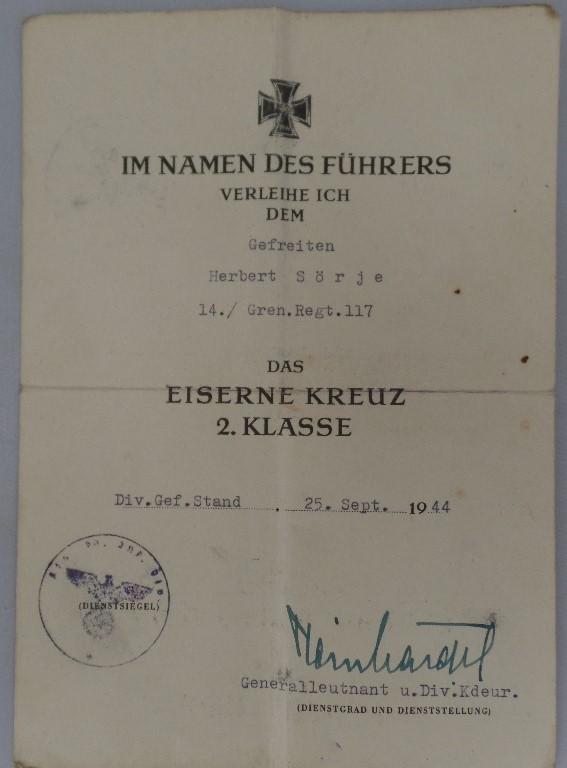 IM NAMEN DES FÜHRERS
VERLEIHE ICH
DEM
Gefreiten
Herbert S ö r j e
14./ Gren.Regt.117
DAS
EISERNE KREUZ
2. KLASSE
Div.Gef.Stand . 25. Sept. 1944
(DIENSTSIEGEL)
Generalleutnant u.Div.Kdeur.
(DIENSTGRAD UND DIENSTSTELLUNG)